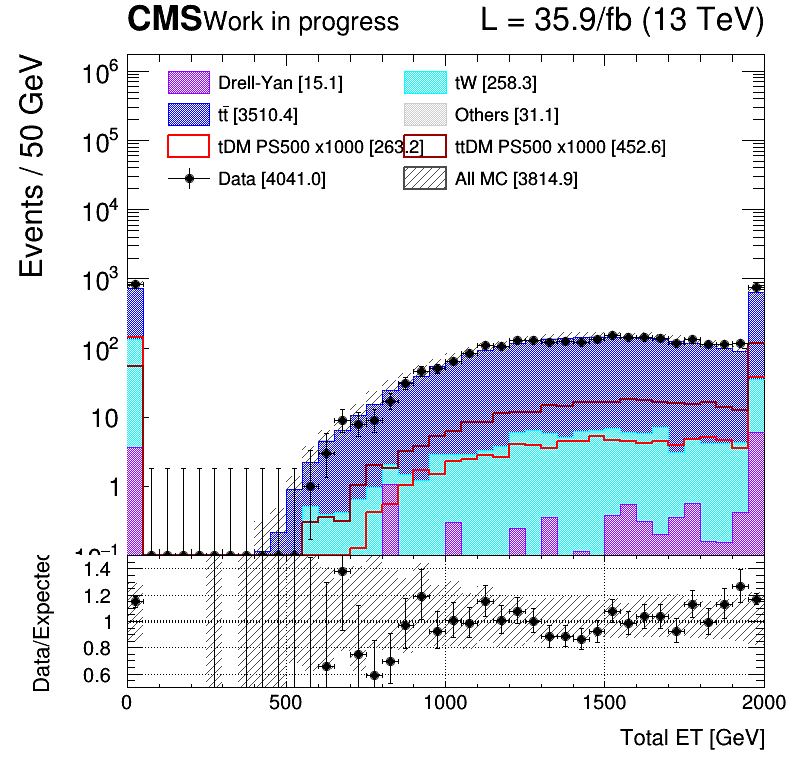 CMS Work in progress L = 35.9/fb (13 TeV)
Events / 50 GeV
10⁶
10⁵
10⁴
10³
10²
10
1
10⁻¹
Drell-Yan [15.1] tW [258.3]
tt̄ [3510.4] Others [31.1]
tDM PS500 x1000 [263.2] ttDM PS500 x1000 [452.6]
Data [4041.0] All MC [3814.9]
Data/Expected
1.4
1.2
1
0.8
0.6
0 500 1000 1500 2000
Total ET [GeV]